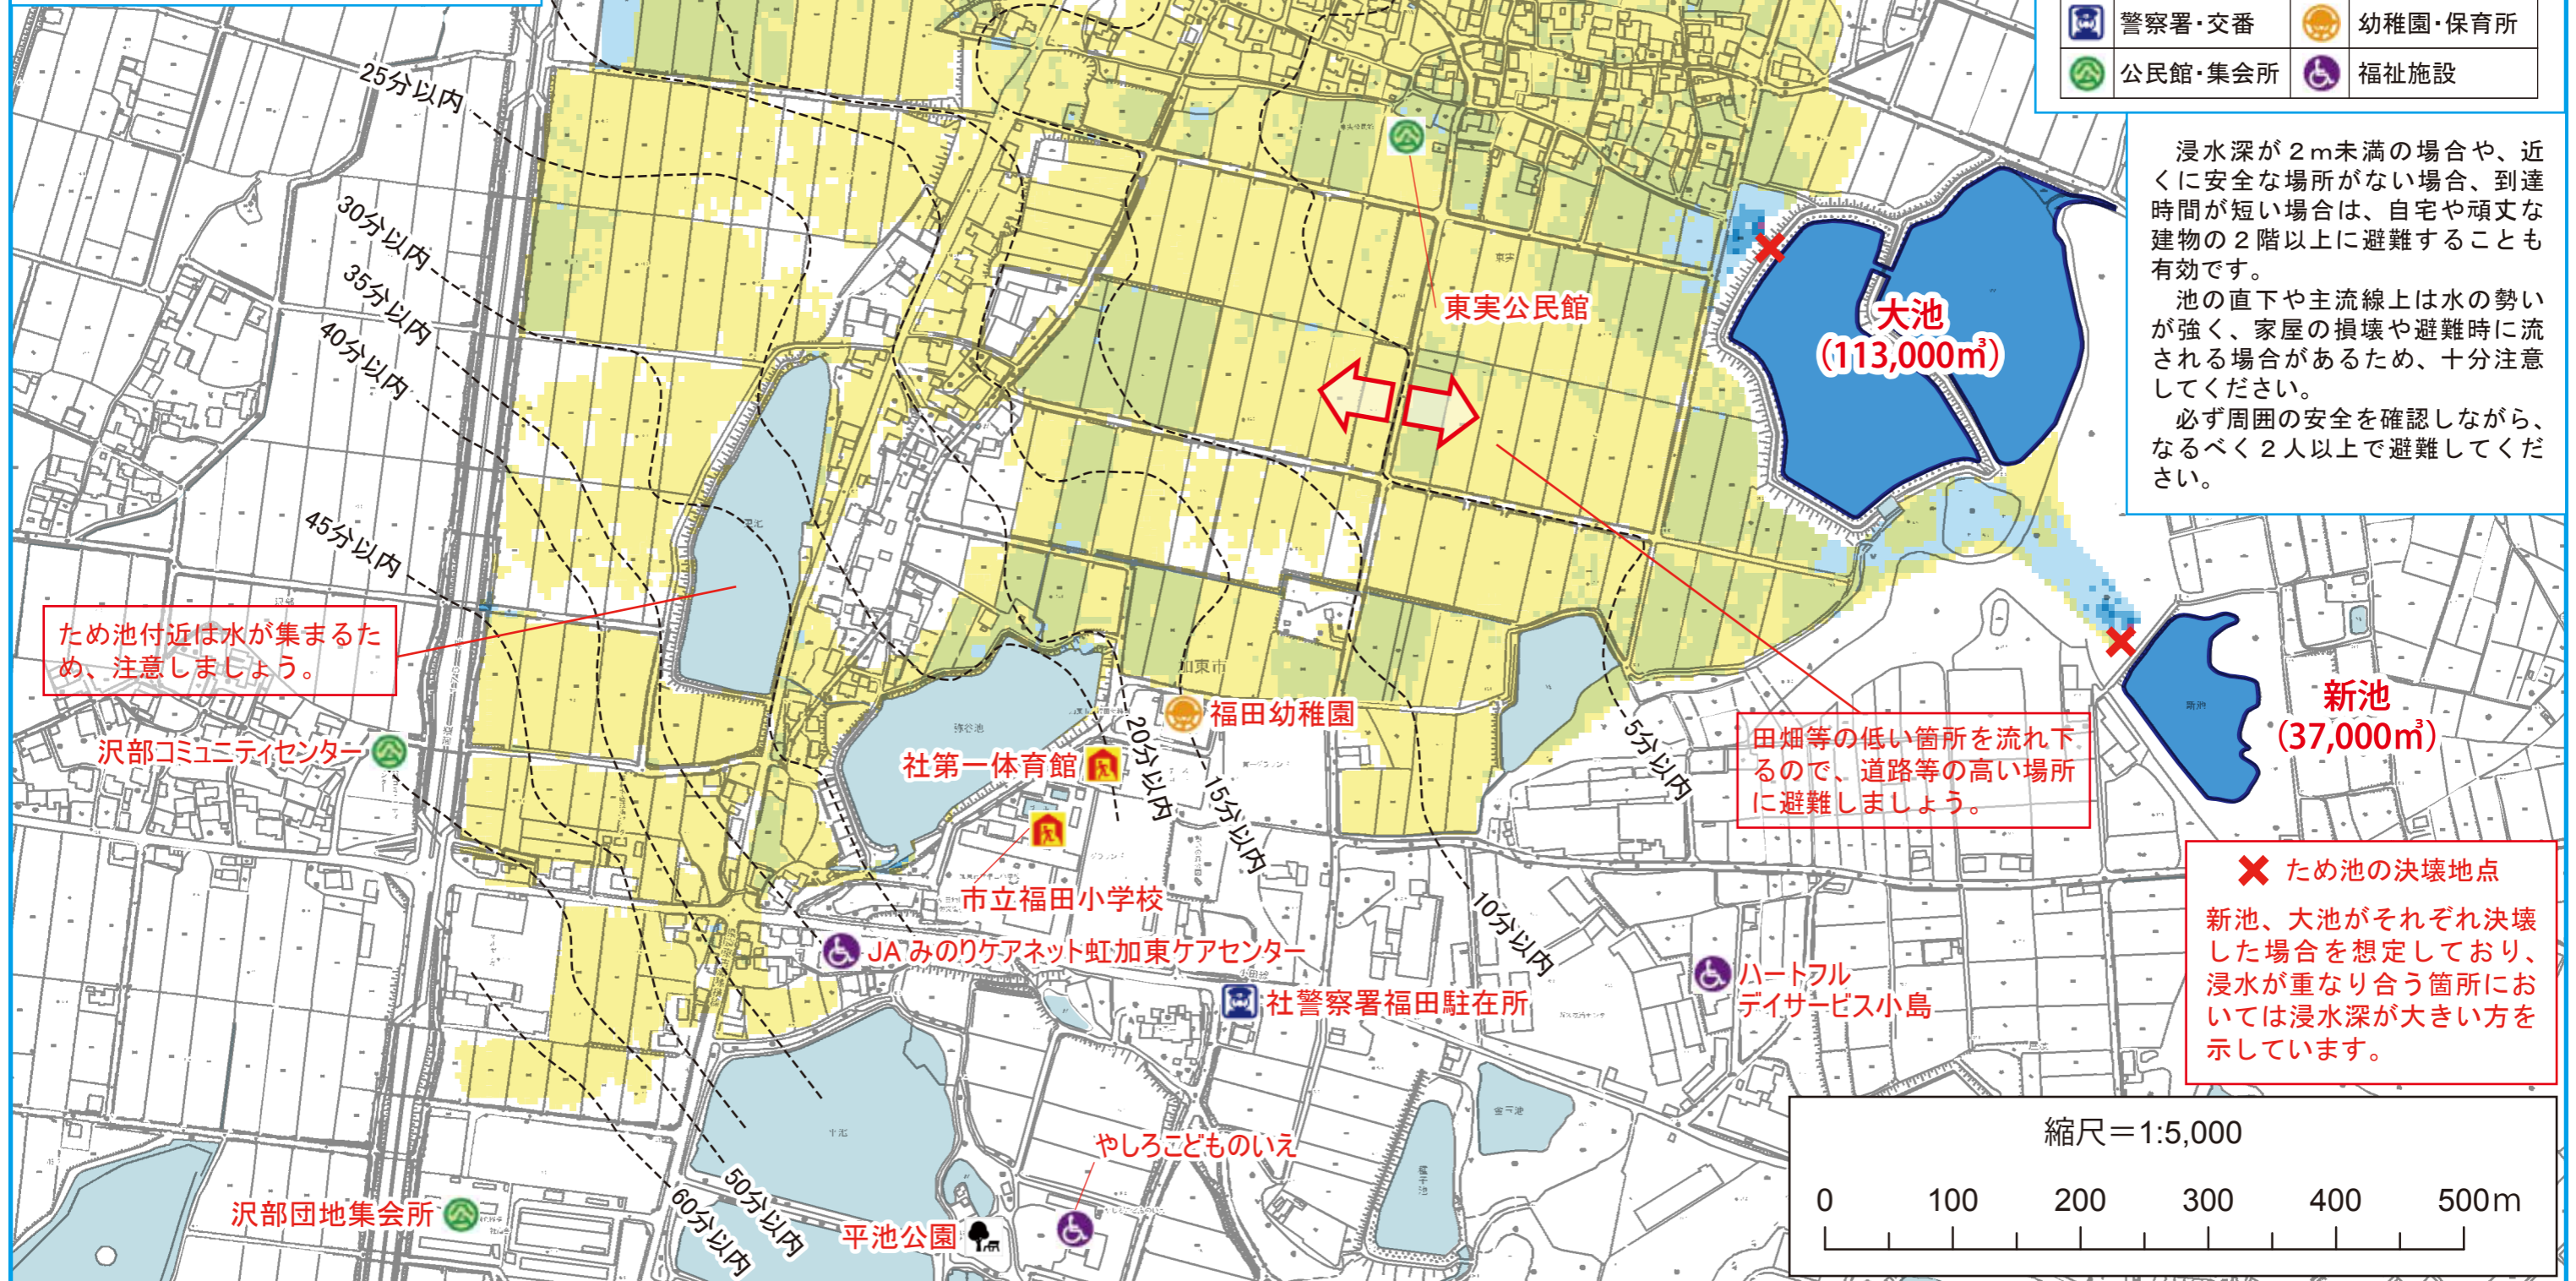 警察署・交番
幼稚園・保育所
公民館・集会所
福祉施設
浸水深が２ｍ未満の場合や、近
くに安全な場所がない場合、到達
時間が短い場合は、自宅や頑丈な
建物の２階以上に避難することも
有効です。
池の直下や主流線上は水の勢い
が強く、家屋の損壊や避難時に流
される場合があるため、十分注意
してください。
必ず周囲の安全を確認しながら、
なるべく２人以上で避難してくだ
さい。
25分以内
30分以内
35分以内
40分以内
45分以内
東実
東実公民館
大池
(113,000㎥)
ため池付近は水が集まるた
め、注意しましょう。
加東市
弥谷池
新池
新池
(37,000㎥)
福田幼稚園
沢部コミュニティセンター
社第一体育館
20分以内
15分以内
5分以内
10分以内
田畑等の低い箇所を流れ下
るので、道路等の高い場所
に避難しましょう。
市立福田小学校
JAみのりケアネット虹加東ケアセンター
社警察署福田駐在所
ハートフル
デイサービス小島
ため池の決壊地点
新池、大池がそれぞれ決壊
した場合を想定しており、
浸水が重なり合う箇所にお
いては浸水深が大きい方を
示しています。
平池
やしろこどものいえ
沢部団地集会所
平池公園
50分以内
60分以内
縮尺＝1:5,000
0 100 200 300 400 500m